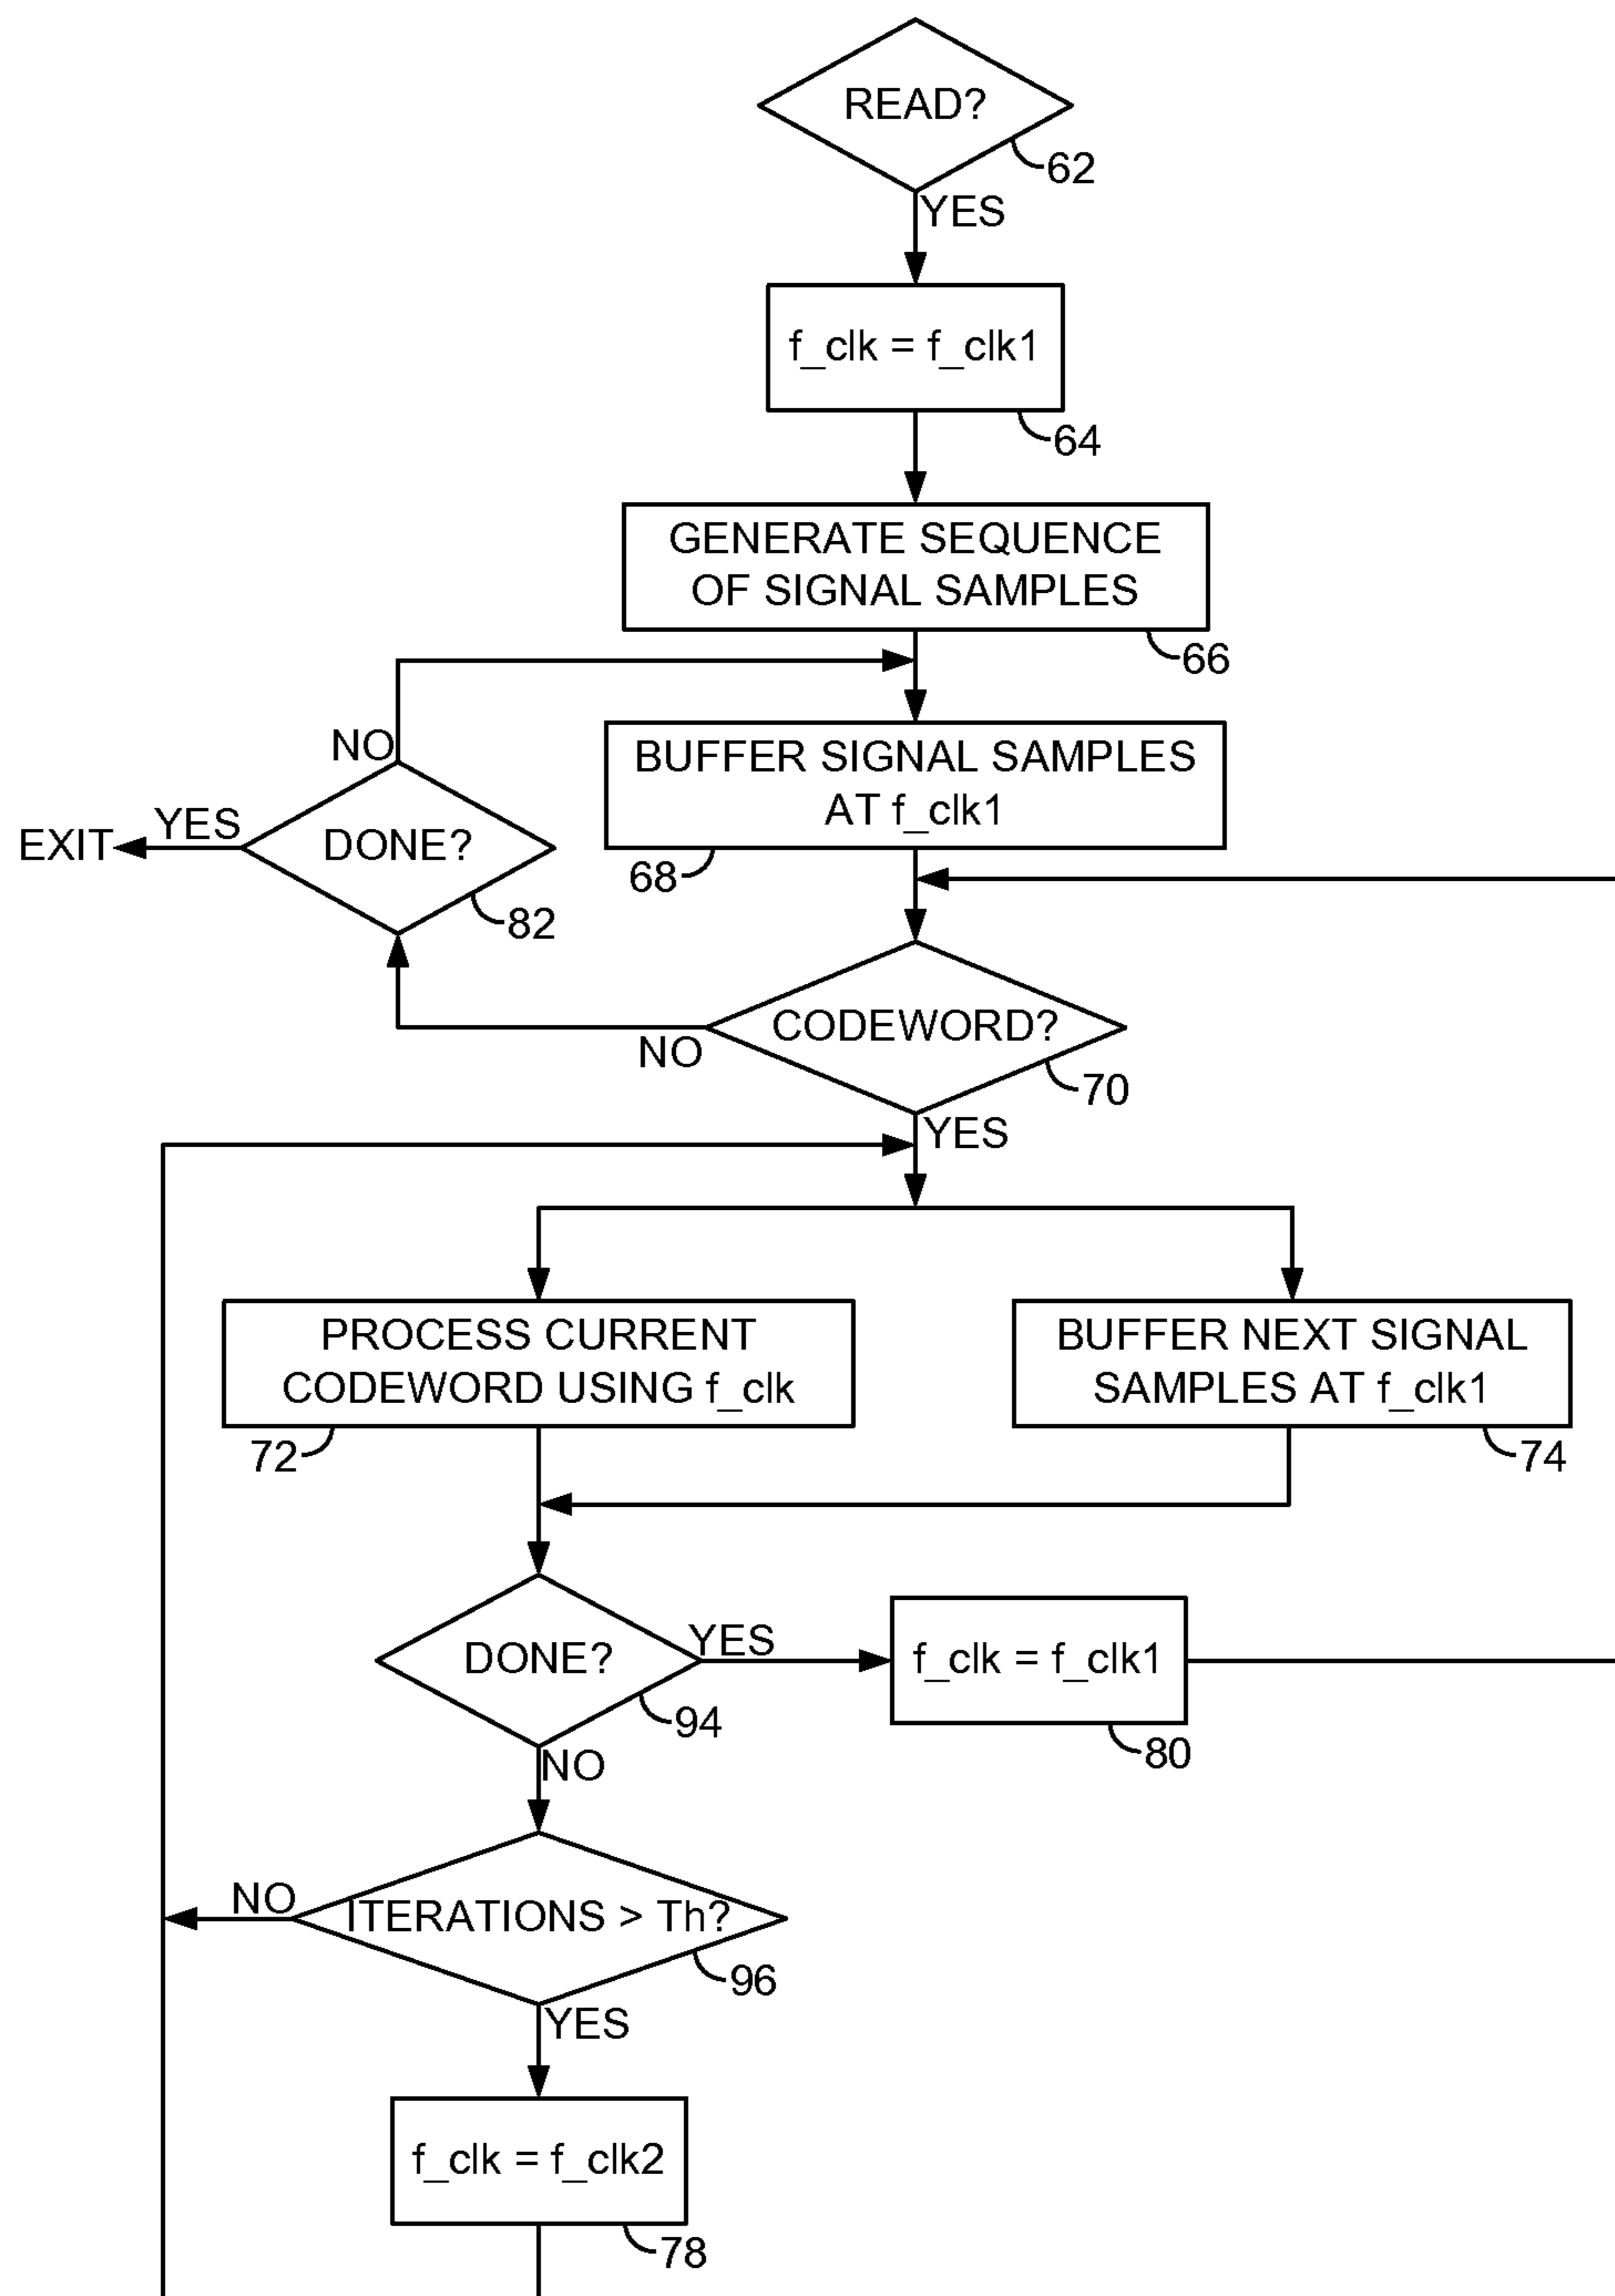 READ?
62
YES
f_clk = f_clk1
64
GENERATE SEQUENCE
OF SIGNAL SAMPLES
66
NO
BUFFER SIGNAL SAMPLES
AT f_clk1
68
EXIT
YES
DONE?
82
CODEWORD?
NO
70
YES
PROCESS CURRENT
CODEWORD USING f_clk
72
BUFFER NEXT SIGNAL
SAMPLES AT f_clk1
74
DONE?
YES
94
f_clk = f_clk1
80
NO
NO
ITERATIONS > Th?
96
YES
f_clk = f_clk2
78